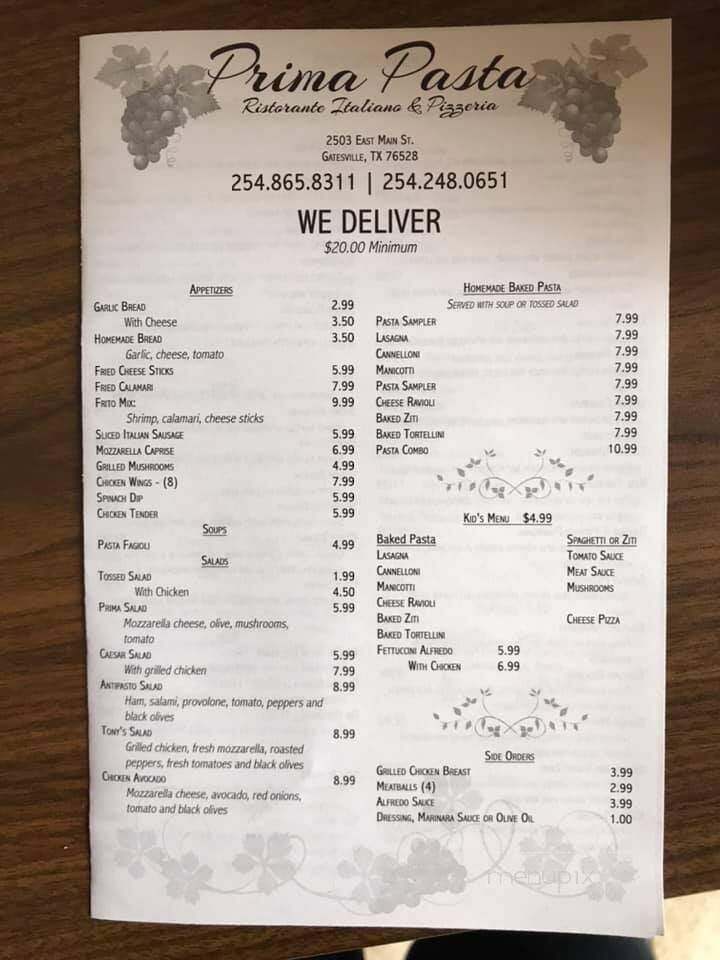 Prima Pasta
Ristorante Italiano & Pizzeria
2503 East Main St.
Gatesville, TX 76528
254.865.8311 | 254.248.0651
WE DELIVER
$20.00 Minimum
Appetizers
Garlic Bread 2.99
With Cheese 3.50
Homemade Bread 3.50
Garlic, cheese, tomato
Fried Cheese Sticks 5.99
Fried Calamari 7.99
Frito Mix: 9.99
Shrimp, calamari, cheese sticks
Sliced Italian Sausage 5.99
Mozzarella Caprise 6.99
Grilled Mushrooms 4.99
Chicken Wings - (8) 7.99
Spinach Dip 5.99
Chicken Tender 5.99
Soups
Pasta Fagioli 4.99
Salads
Tossed Salad 1.99
With Chicken 4.50
Prima Salad 5.99
Mozzarella cheese, olive, mushrooms,
tomato
Caesar Salad 5.99
With grilled chicken 7.99
Antipasto Salad 8.99
Ham, salami, provolone, tomato, peppers and
black olives
Tony's Salad 8.99
Grilled chicken, fresh mozzarella, roasted
peppers, fresh tomatoes and black olives
Chicken Avocado 8.99
Mozzarella cheese, avocado, red onions,
tomato and black olives
Homemade Baked Pasta
Served with soup or tossed salad
Pasta Sampler 7.99
Lasagna 7.99
Cannelloni 7.99
Manicotti 7.99
Pasta Sampler 7.99
Cheese Ravioli 7.99
Baked Ziti 7.99
Baked Tortellini 7.99
Pasta Combo 10.99
Kid's Menu $4.99
Baked Pasta
Lasagna
Cannelloni
Manicotti
Cheese Ravioli
Baked Ziti
Baked Tortellini
Fettuccini Alfredo 5.99
With Chicken 6.99
Spaghetti or Ziti
Tomato Sauce
Meat Sauce
Mushrooms
Cheese Pizza
Side Orders
Grilled Chicken Breast 3.99
Meatballs (4) 2.99
Alfredo Sauce 3.99
Dressing, Marinara Sauce or Olive Oil 1.00
menupix